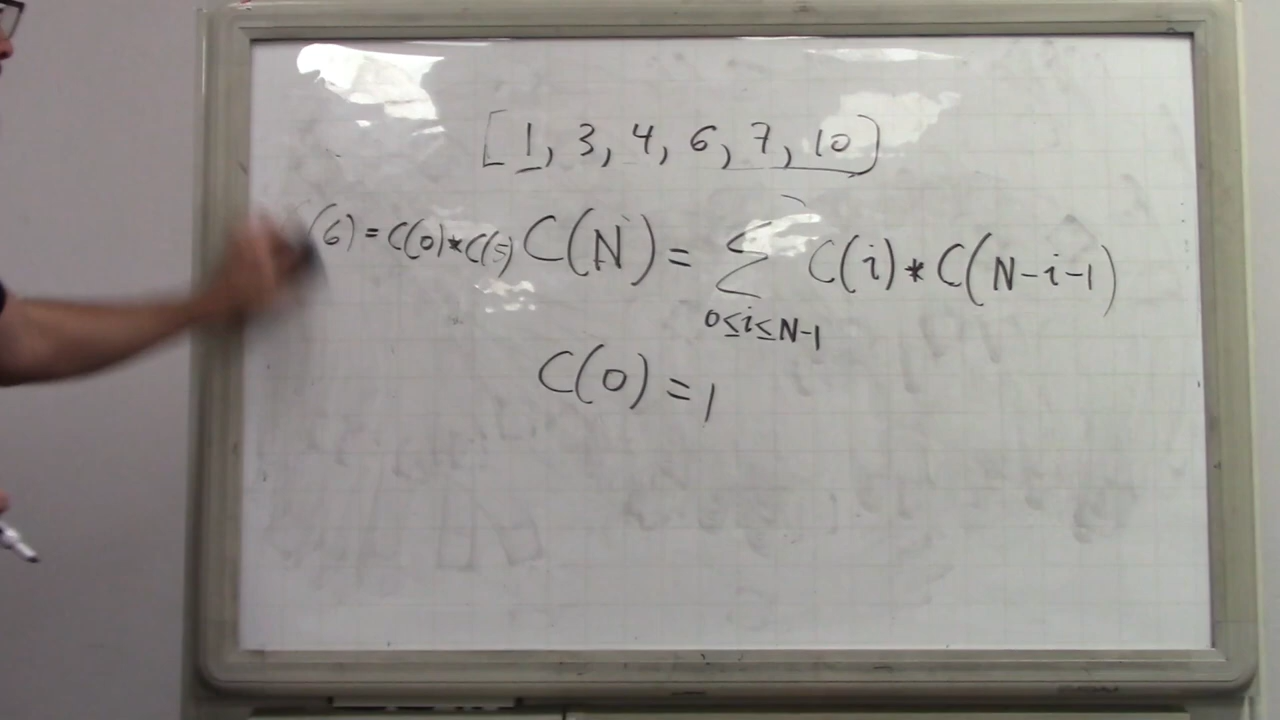 [1, 3, 4, 6, 7, 10]
(6) = C(0)*C(5) C(N) = Σ C(i) * C(N-i-1)
0≤i≤N-1
C(0) = 1